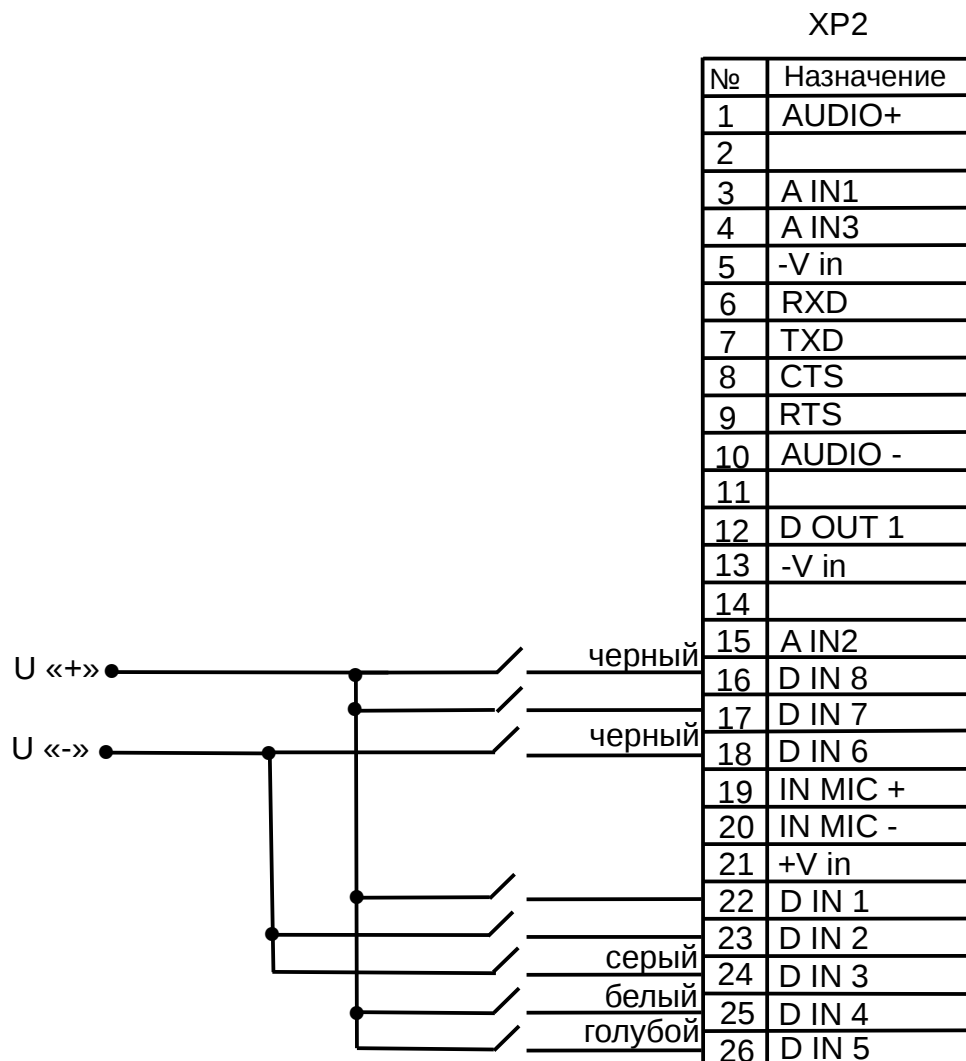 XP2
№ Назначение
1 AUDIO+
2
3 A IN1
4 A IN3
5 -V in
6 RXD
7 TXD
8 CTS
9 RTS
10 AUDIO -
11
12 D OUT 1
13 -V in
14
15 A IN2
U «+» черный
16 D IN 8
17 D IN 7
U «-» черный
18 D IN 6
19 IN MIC +
20 IN MIC -
21 +V in
22 D IN 1
23 D IN 2
серый 24 D IN 3
белый 25 D IN 4
голубой 26 D IN 5